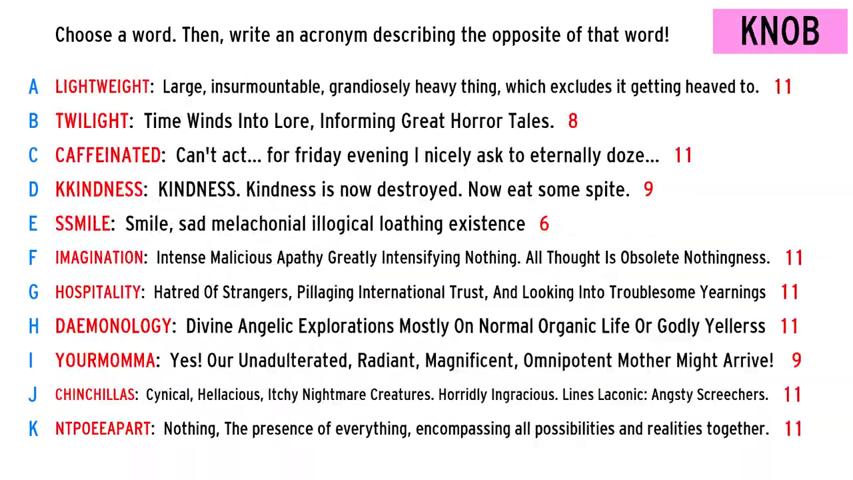 Choose a word. Then, write an acronym describing the opposite of that word!
KNOB
A LIGHTWEIGHT: Large, insurmountable, grandiosely heavy thing, which excludes it getting heaved to. 11
B TWILIGHT: Time Winds Into Lore, Informing Great Horror Tales. 8
C CAFFEINATED: Can't act... for friday evening I nicely ask to eternally doze... 11
D KKINDNESS: KINDNESS. Kindness is now destroyed. Now eat some spite. 9
E SSMILE: Smile, sad melachonial illogical loathing existence 6
F IMAGINATION: Intense Malicious Apathy Greatly Intensifying Nothing. All Thought Is Obsolete Nothingness. 11
G HOSPITALITY: Hatred Of Strangers, Pillaging International Trust, And Looking Into Troublesome Yearnings 11
H DAEMONOLOGY: Divine Angelic Explorations Mostly On Normal Organic Life Or Godly Yellerss 11
I YOURMOMMA: Yes! Our Unadulterated, Radiant, Magnificent, Omnipotent Mother Might Arrive! 9
J CHINCHILLAS: Cynical, Hellacious, Itchy Nightmare Creatures. Horridly Ingracious. Lines Laconic: Angsty Screechers. 11
K NTPOEEAPART: Nothing, The presence of everything, encompassing all possibilities and realities together. 11